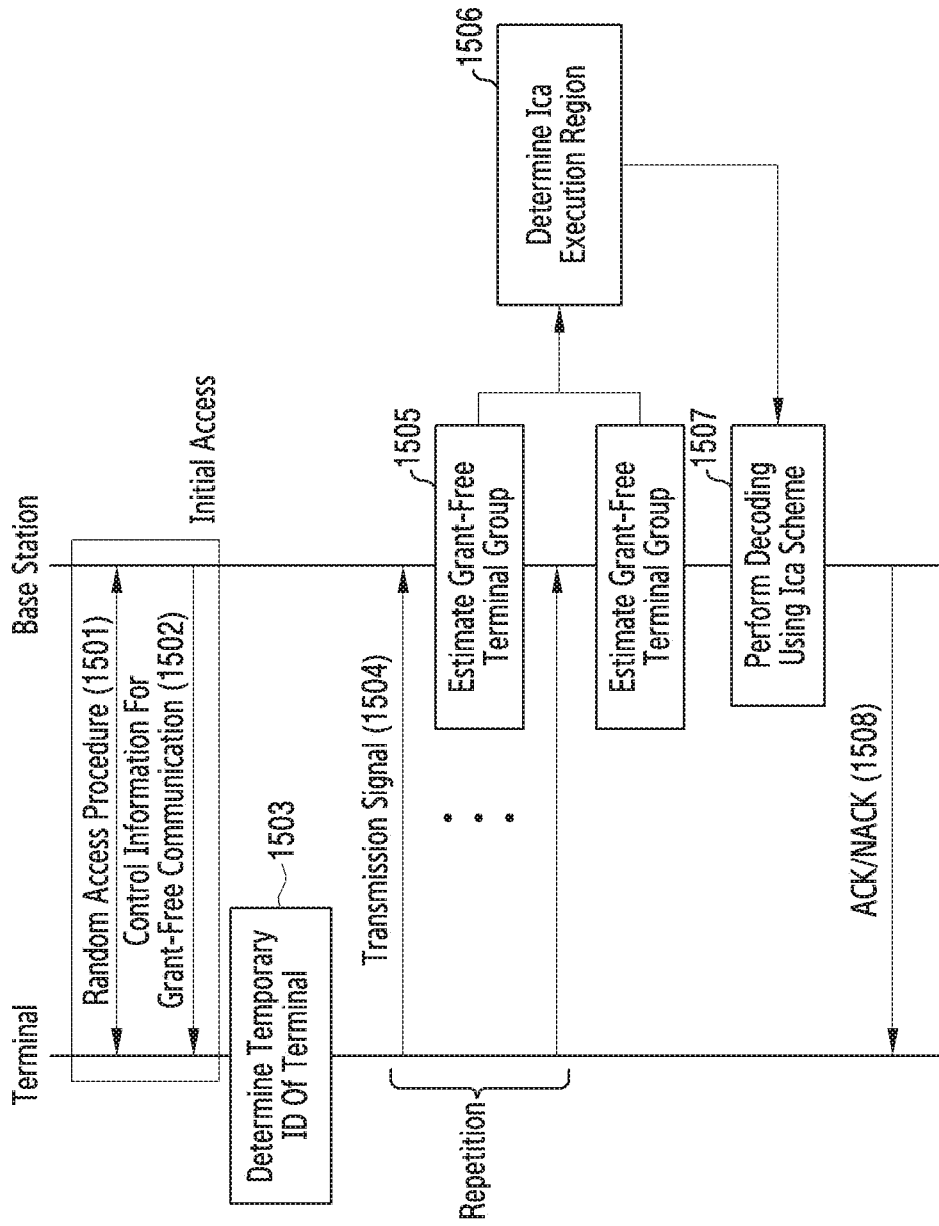 Terminal
Base Station
Random Access Procedure (1501)
Control Information For
Grant-Free Communication (1502)
Initial Access
1503
Determine Temporary
ID Of Terminal
Repetition
Transmission Signal (1504)
1505
Estimate Grant-Free
Terminal Group
1506
Determine Ica
Execution Region
Estimate Grant-Free
Terminal Group
1507
Perform Decoding
Using Ica Scheme
ACK/NACK (1508)